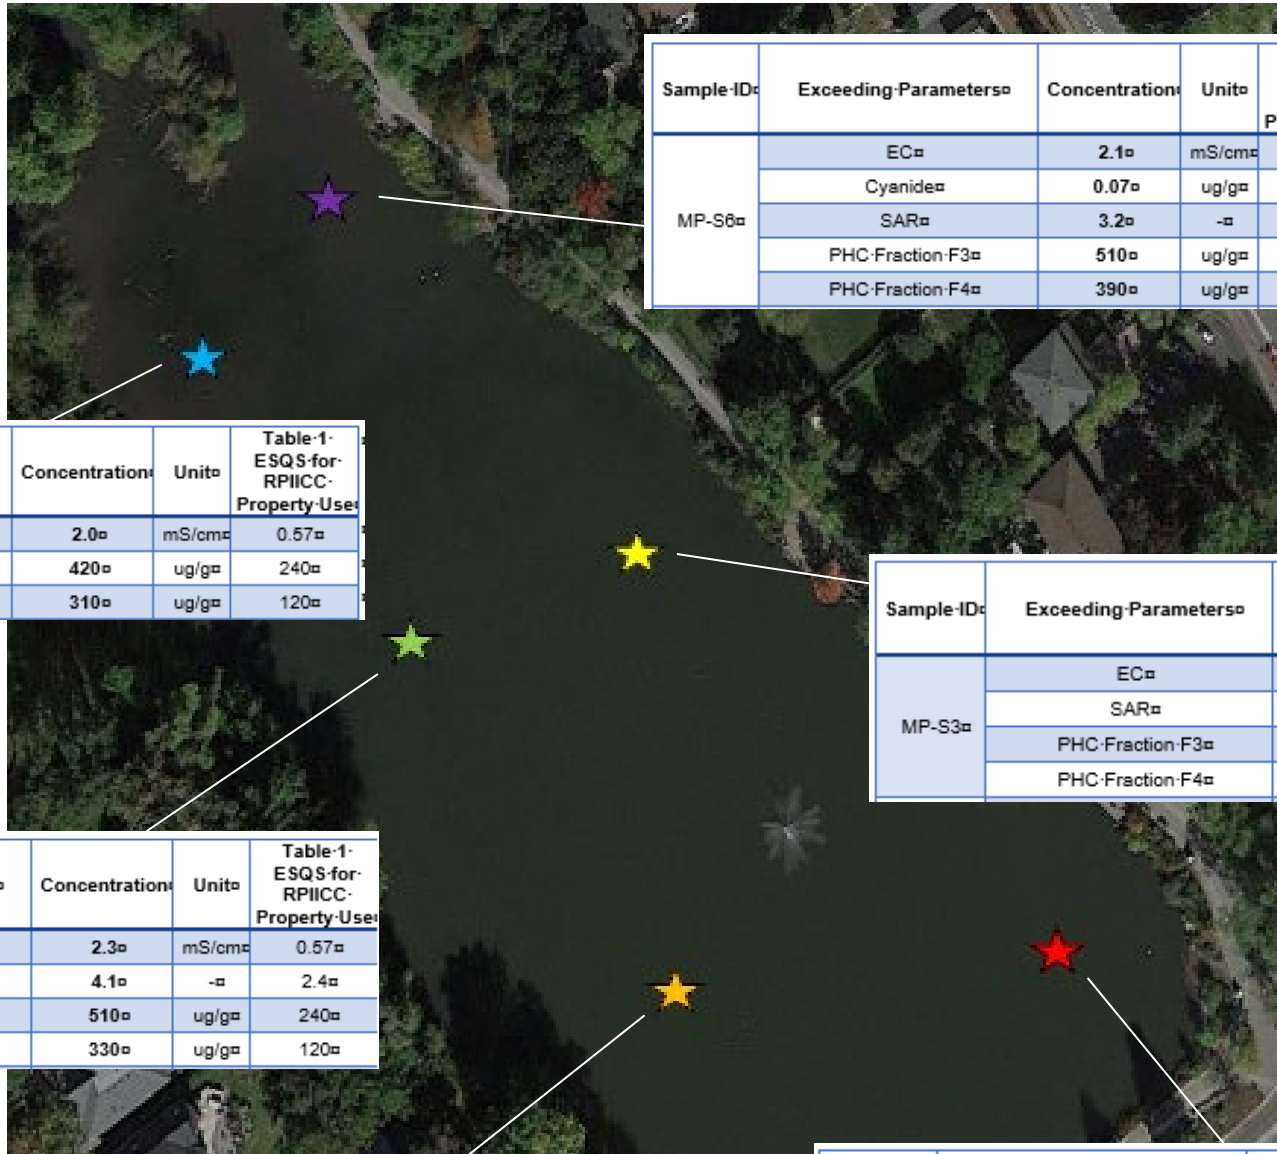 Sample·ID¤ Exceeding·Parameters¤ Concentration¤ Unit¤ P
MP-S6¤ EC¤ 2.1¤ mS/cm¤
Cyanide¤ 0.07¤ ug/g¤
SAR¤ 3.2¤ -¤
PHC·Fraction·F3¤ 510¤ ug/g¤
PHC·Fraction·F4¤ 390¤ ug/g¤
Concentration¤ Unit¤ Table·1·
ESQS·for·
RPIICC·
Property·Use¤
2.0¤ mS/cm¤ 0.57¤
420¤ ug/g¤ 240¤
310¤ ug/g¤ 120¤
Sample·ID¤ Exceeding·Parameters¤
MP-S3¤ EC¤
SAR¤
PHC·Fraction·F3¤
PHC·Fraction·F4¤
Concentration¤ Unit¤ Table·1·
ESQS·for·
RPIICC·
Property·Use¤
2.3¤ mS/cm¤ 0.57¤
4.1¤ -¤ 2.4¤
510¤ ug/g¤ 240¤
330¤ ug/g¤ 120¤